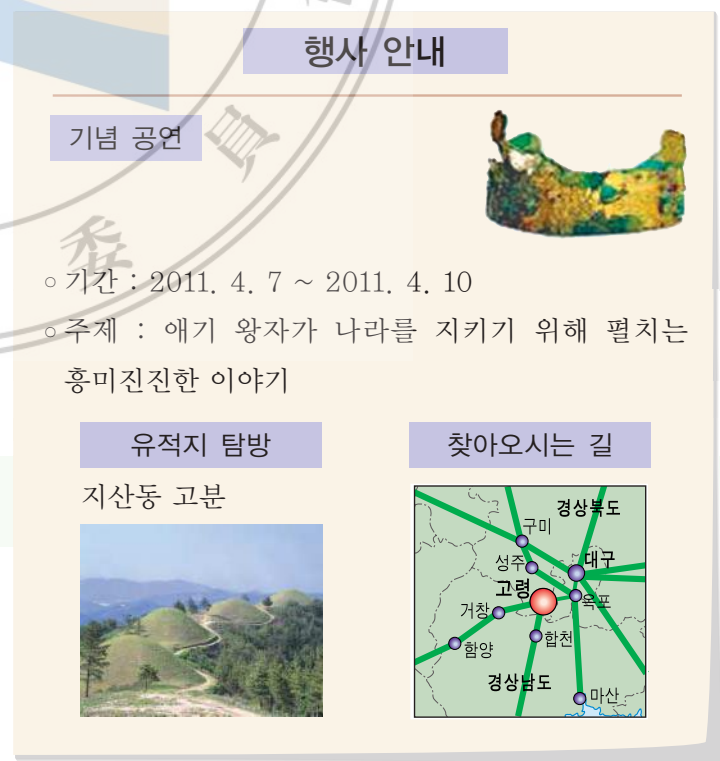 행사 안내
기념 공연
○ 기간 : 2011. 4. 7 ~ 2011. 4. 10
○ 주제 : 애기 왕자가 나라를 지키기 위해 펼치는
흥미진진한 이야기
유적지 탐방
지산동 고분
찾아오시는 길
경상북도
구미
성주
대구
고령
옥포
거창
합천
함양
경상남도
마산
員
委